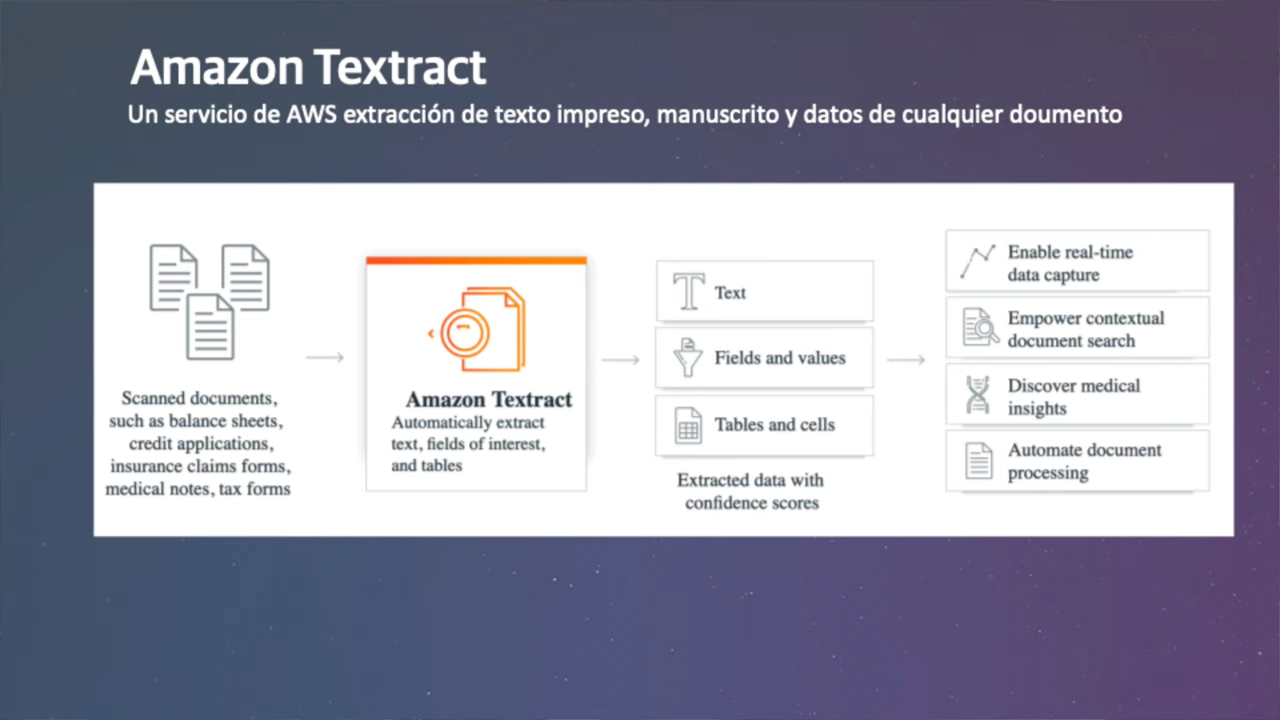 Amazon Textract
Un servicio de AWS extracción de texto impreso, manuscrito y datos de cualquier doumento
Scanned documents,
such as balance sheets,
credit applications,
insurance claims forms,
medical notes, tax forms
Amazon Textract
Automatically extract
text, fields of interest,
and tables
Text
Fields and values
Tables and cells
Extracted data with
confidence scores
Enable real-time
data capture
Empower contextual
document search
Discover medical
insights
Automate document
processing